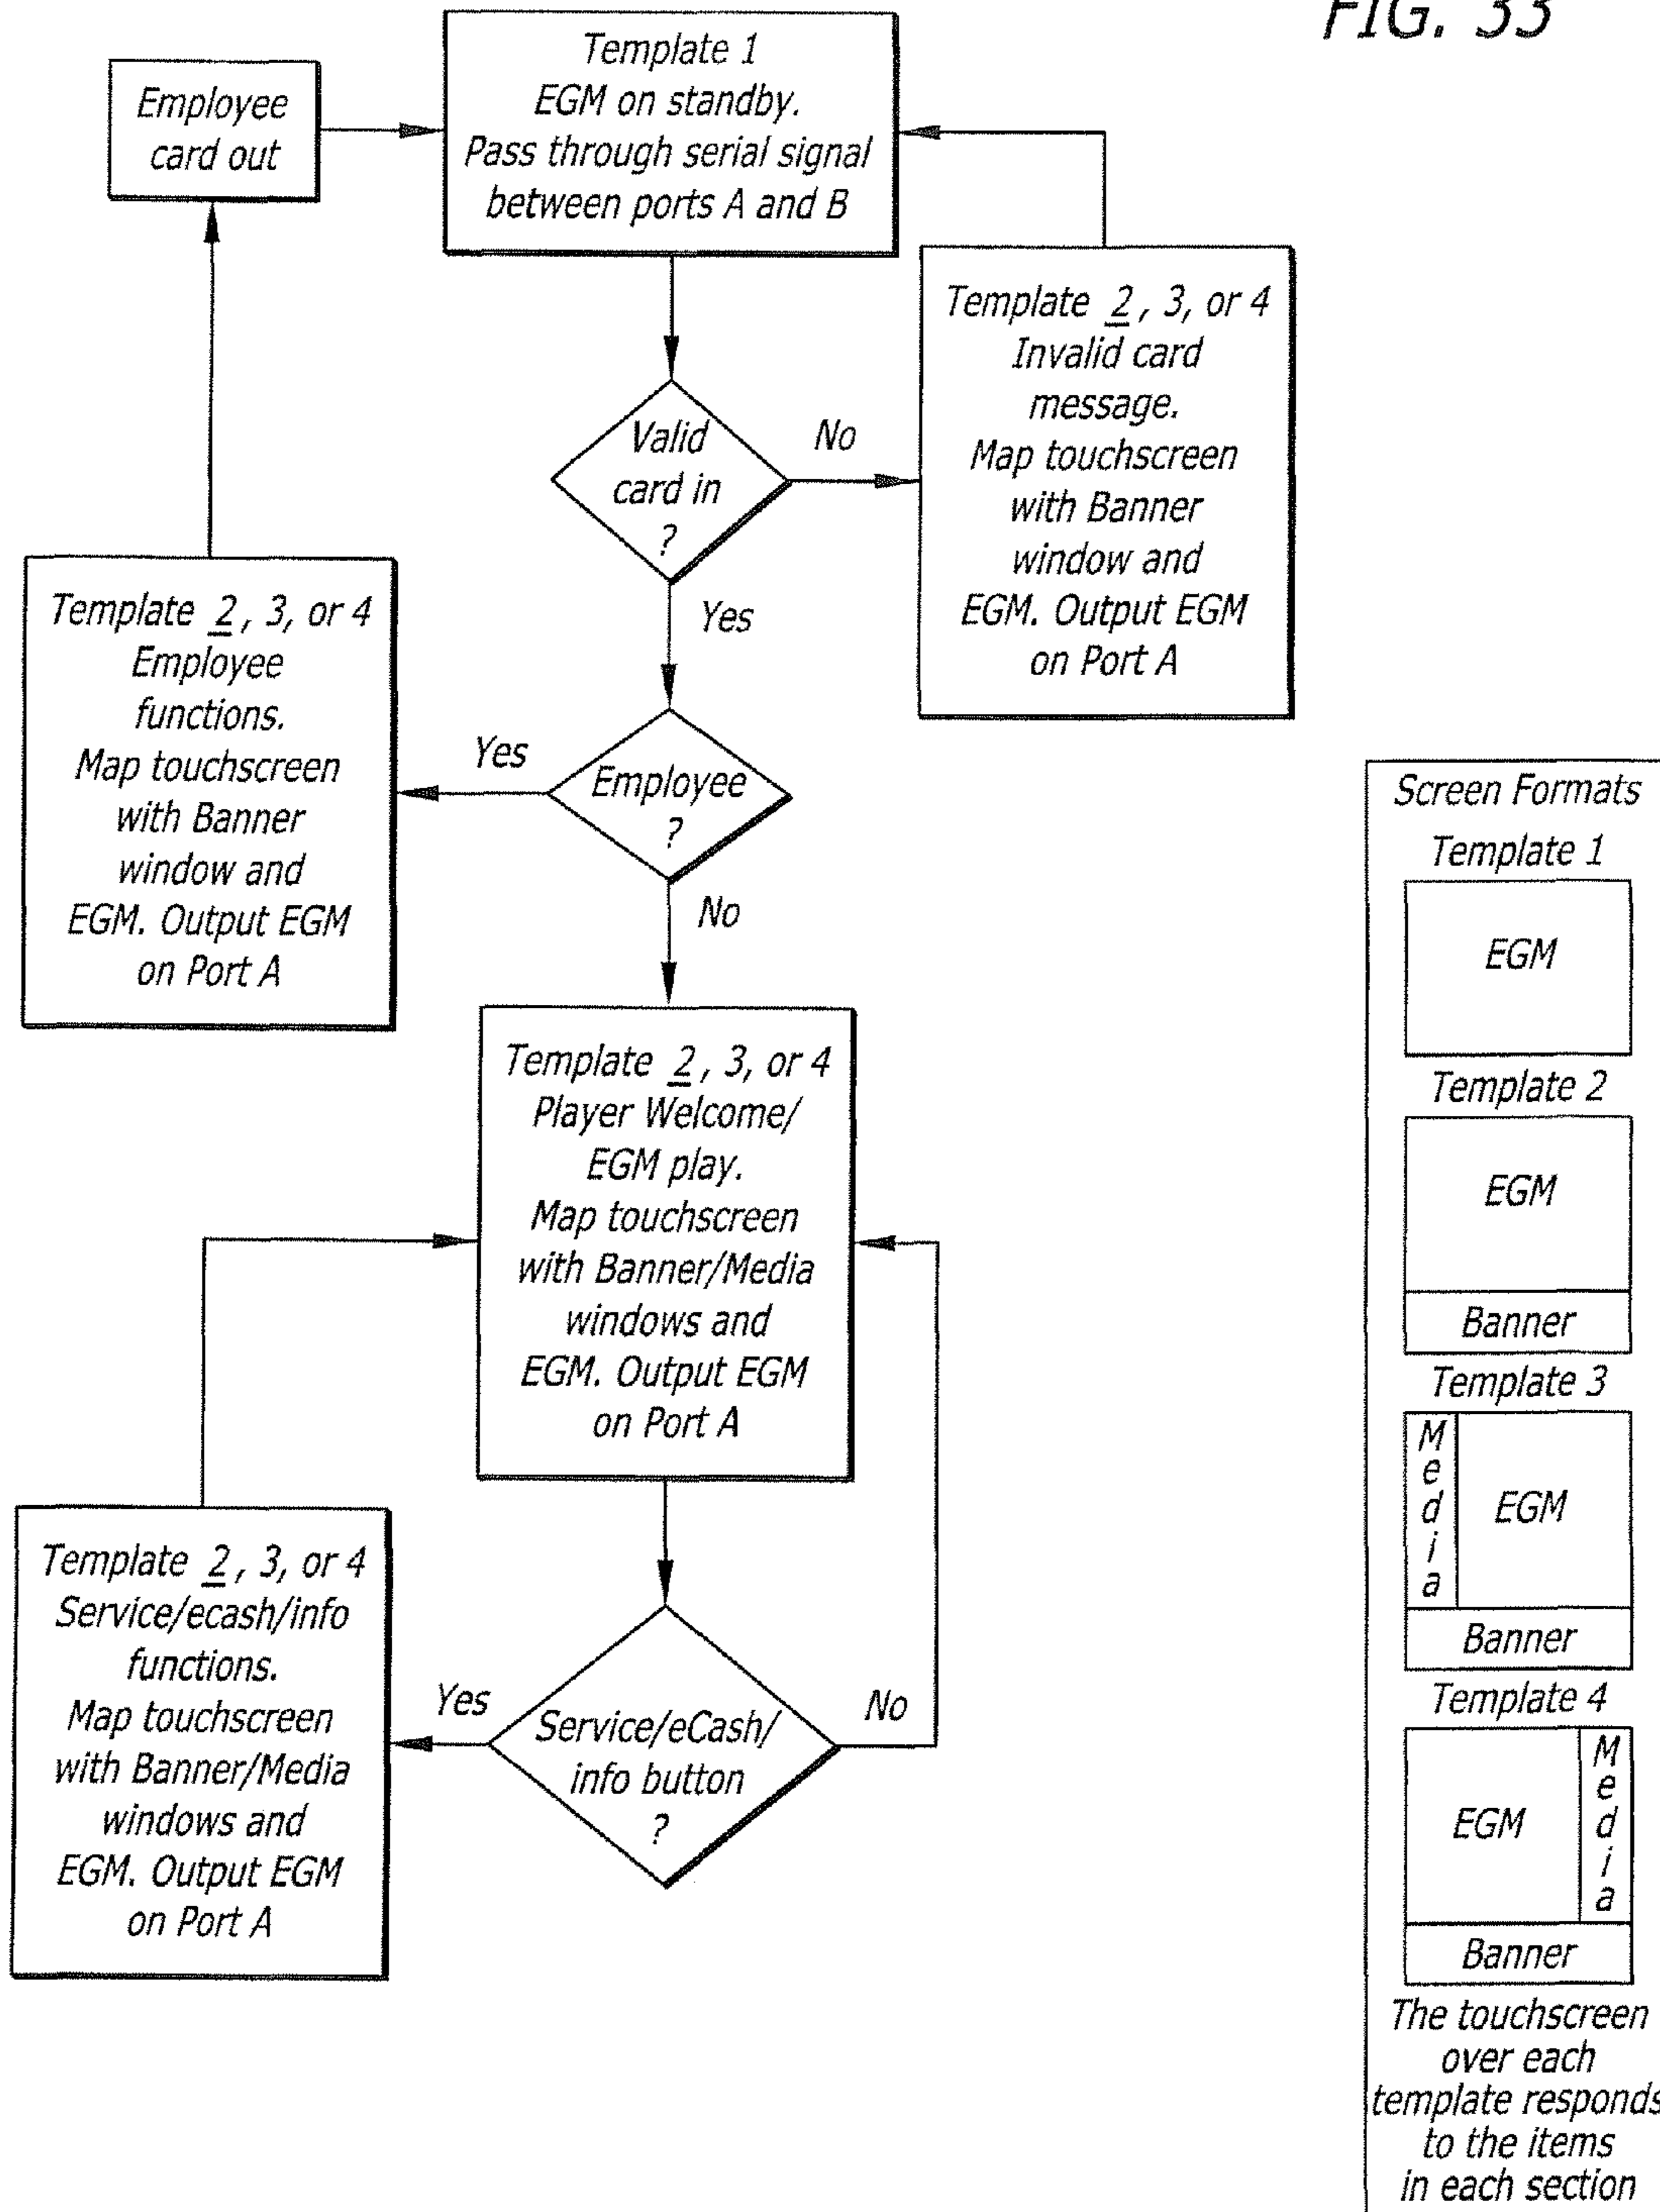 FIG. 33
Template 1
EGM on standby.
Pass through serial signal
between ports A and B
Employee
card out
Template 2, 3, or 4
Invalid card
message.
Map touchscreen
with Banner
window and
EGM. Output EGM
on Port A
Valid
card in
?
No
Yes
Template 2, 3, or 4
Employee
functions.
Map touchscreen
with Banner
window and
EGM. Output EGM
on Port A
Yes
Employee
?
No
Template 2, 3, or 4
Player Welcome/
EGM play.
Map touchscreen
with Banner/Media
windows and
EGM. Output EGM
on Port A
Template 2, 3, or 4
Service/ecash/info
functions.
Map touchscreen
with Banner/Media
windows and
EGM. Output EGM
on Port A
Yes
Service/eCash/
info button
?
No
Screen Formats
Template 1
EGM
Template 2
EGM
Banner
Template 3
Media
EGM
Banner
Template 4
EGM
Media
Banner
The touchscreen
over each
template responds
to the items
in each section